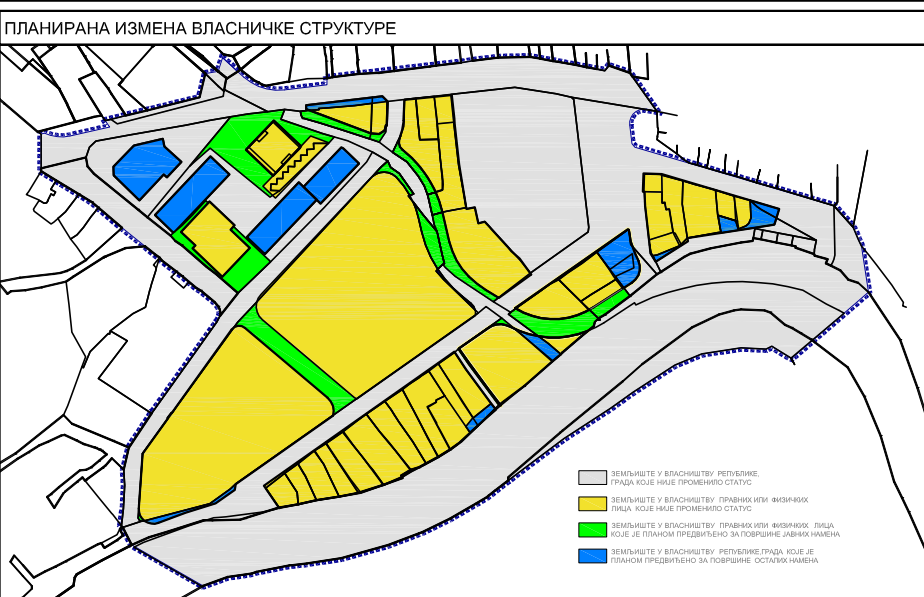 ПЛАНИРАНА ИЗМЕНА ВЛАСНИЧКЕ СТРУКТУРЕ
ЗЕМЉИШТЕ У ВЛАСНИШТВУ РЕПУБЛИКЕ,
ГРАДА КОЈЕ НИЈЕ ПРОМЕНИЛО СТАТУС
ЗЕМЉИШТЕ У ВЛАСНИШТВУ ПРАВНИХ ИЛИ ФИЗИЧКИХ
ЛИЦА КОЈЕ НИЈЕ ПРОМЕНИЛО СТАТУС
ЗЕМЉИШТЕ У ВЛАСНИШТВУ ПРАВНИХ ИЛИ ФИЗИЧКИХ ЛИЦА
КОЈЕ ЈЕ ПЛАНОМ ПРЕДВИЂЕНО ЗА ПОВРШИНЕ ЈАВНИХ НАМЕНА
ЗЕМЉИШТЕ У ВЛАСНИШТВУ РЕПУБЛИКЕ,ГРАДА КОЈЕ ЈЕ
ПЛАНОМ ПРЕДВИЂЕНО ЗА ПОВРШИНЕ ОСТАЛИХ НАМЕНА